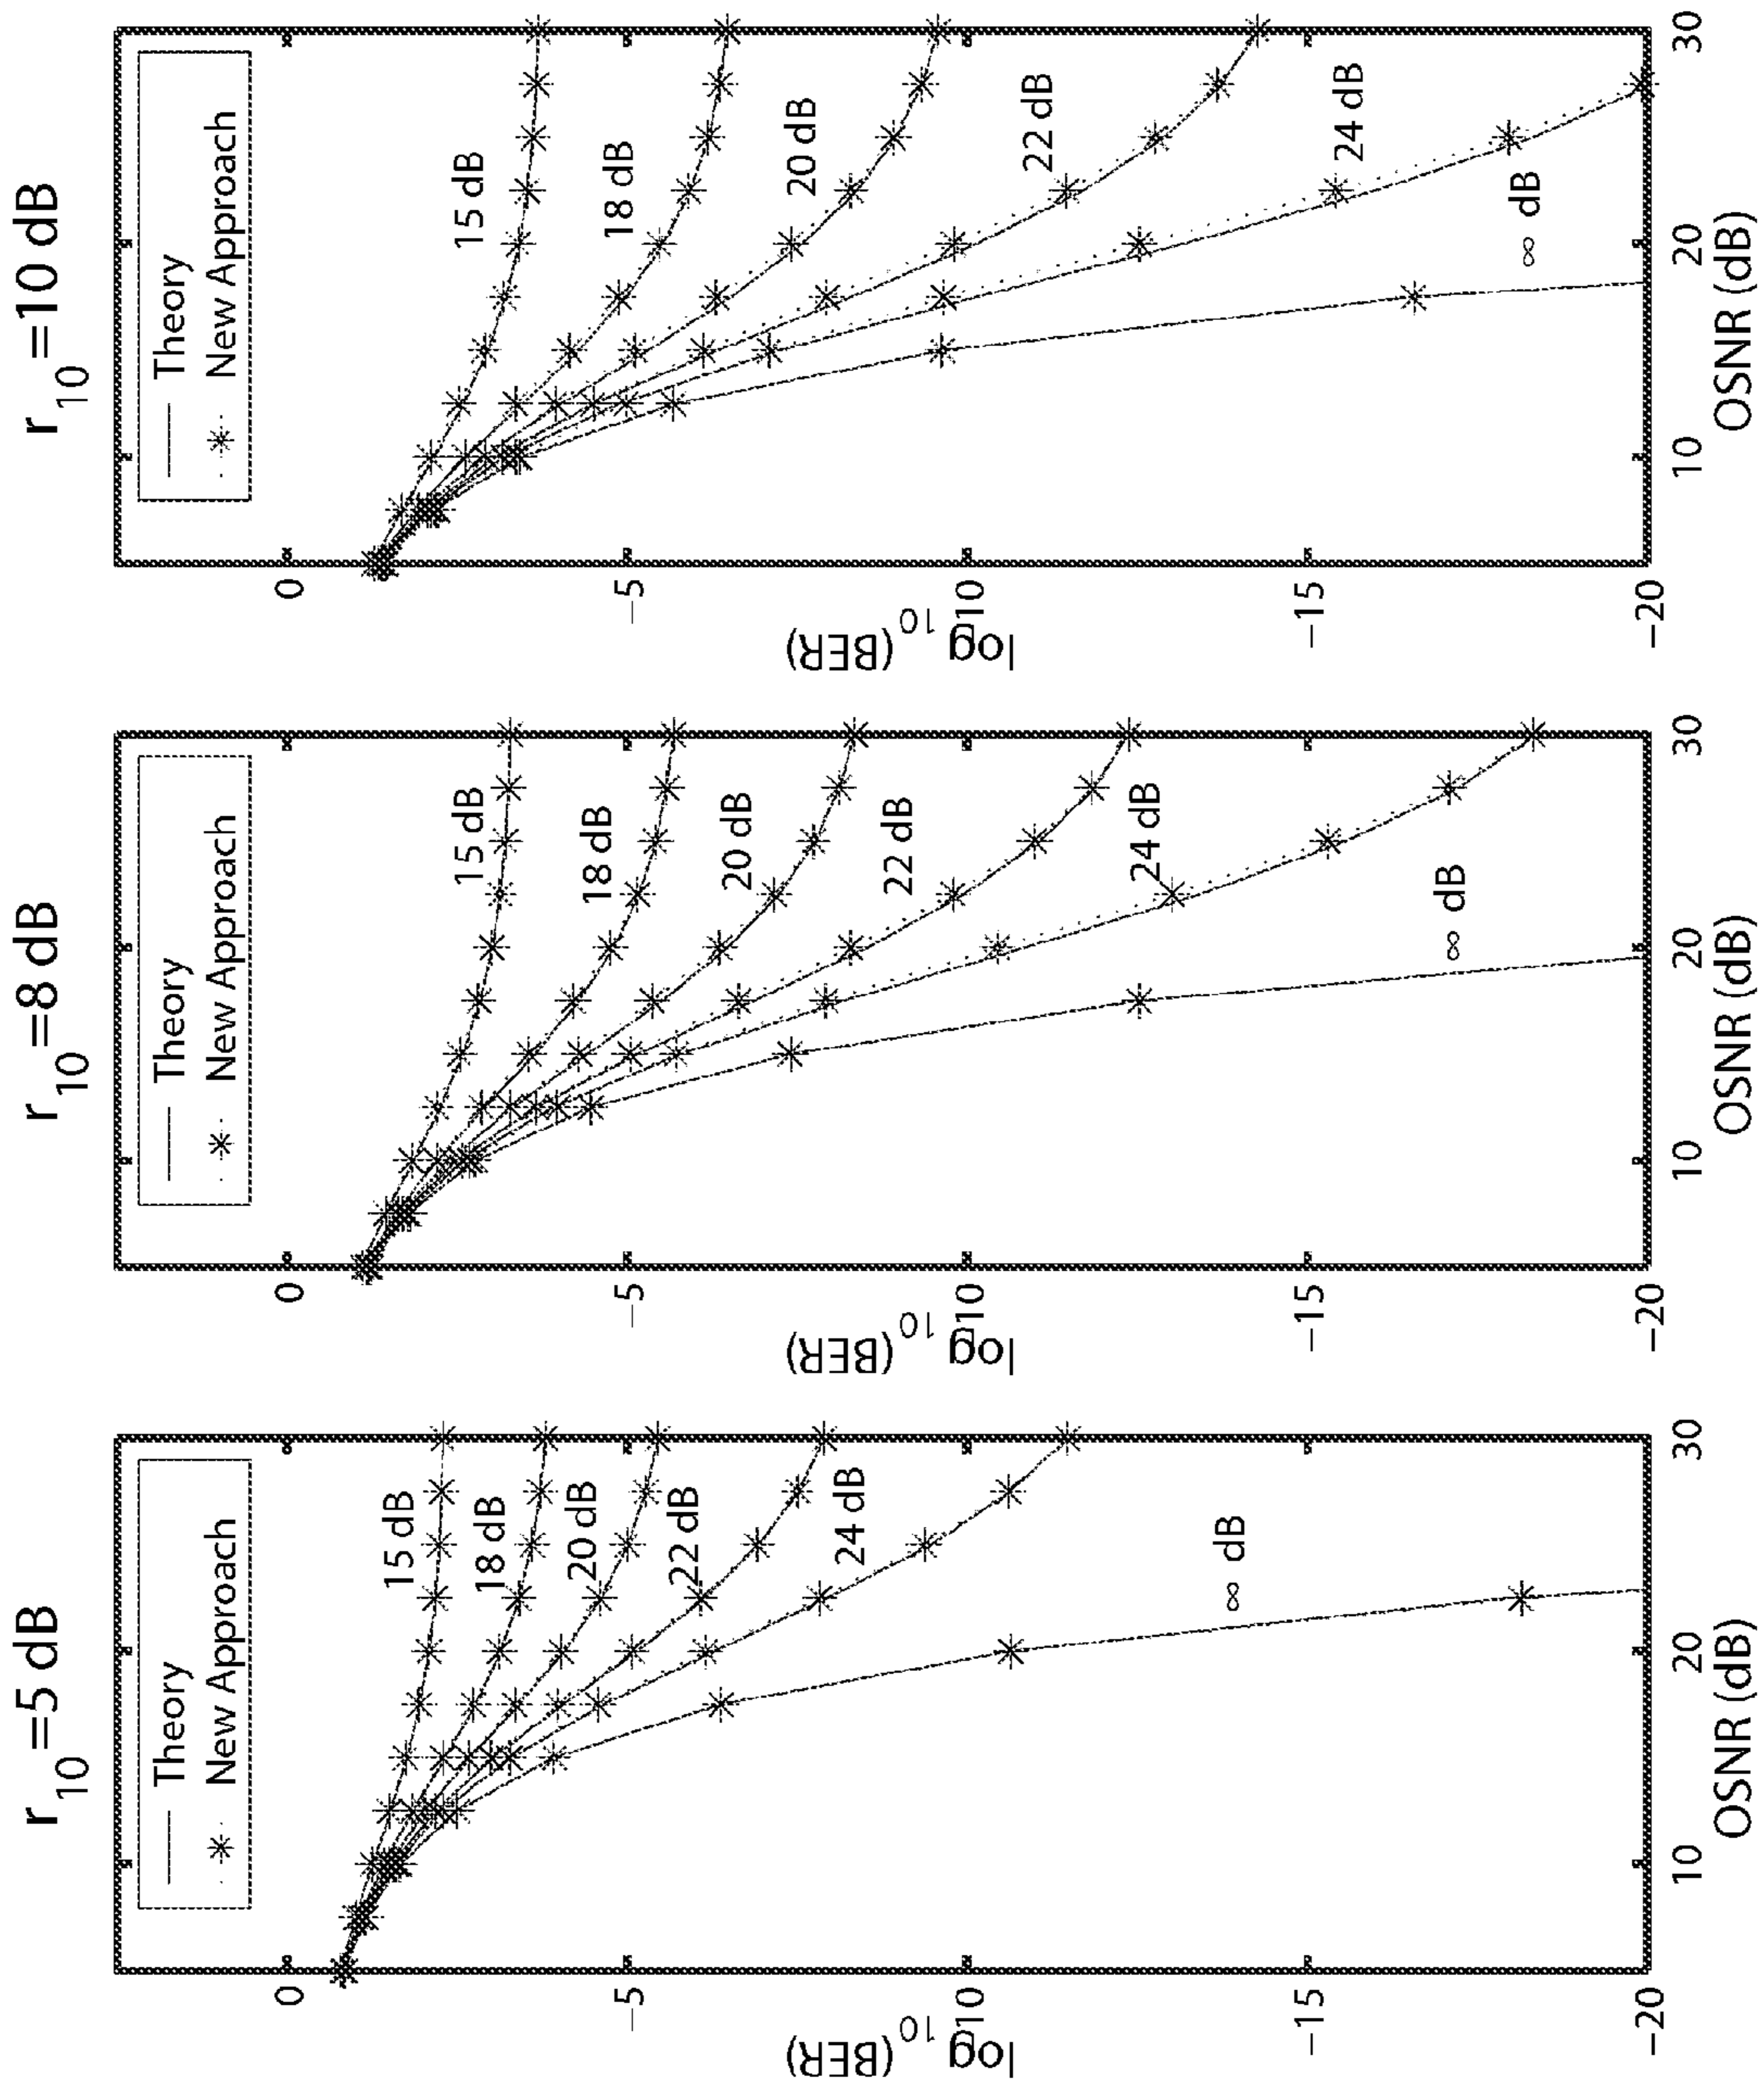 r10=5 dB
Theory
New Approach
15 dB
18 dB
20 dB
22 dB
24 dB
∞ dB
0
−5
−10
−15
−20
log10(BER)
10
20
30
OSNR (dB)
r10=8 dB
Theory
New Approach
15 dB
18 dB
20 dB
22 dB
24 dB
∞ dB
0
−5
−10
−15
−20
log10(BER)
10
20
30
OSNR (dB)
r10=10 dB
Theory
New Approach
15 dB
18 dB
20 dB
22 dB
24 dB
∞ dB
0
−5
−10
−15
−20
log10(BER)
10
20
30
OSNR (dB)